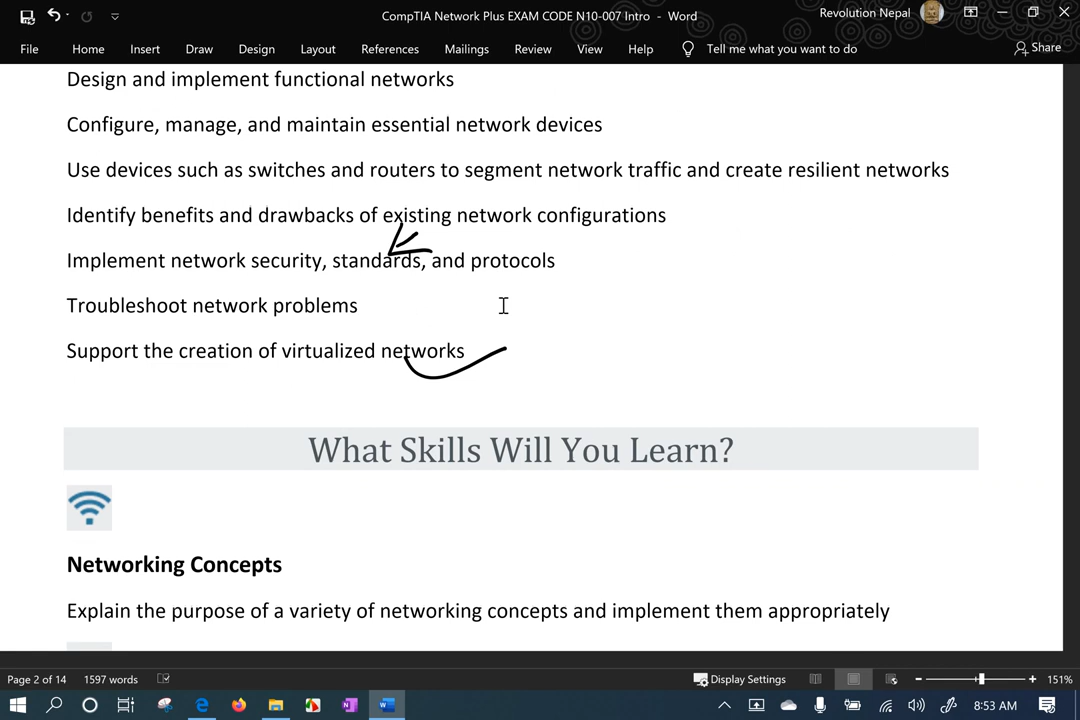 CompTIA Network Plus EXAM CODE N10-007 Intro - Word
Revolution Nepal
File Home Insert Draw Design Layout References Mailings Review View Help Tell me what you want to do Share
Design and implement functional networks
Configure, manage, and maintain essential network devices
Use devices such as switches and routers to segment network traffic and create resilient networks
Identify benefits and drawbacks of existing network configurations
Implement network security, standards, and protocols
Troubleshoot network problems
Support the creation of virtualized networks
What Skills Will You Learn?
Networking Concepts
Explain the purpose of a variety of networking concepts and implement them appropriately
Page 2 of 14 1597 words Display Settings 151%
8:53 AM